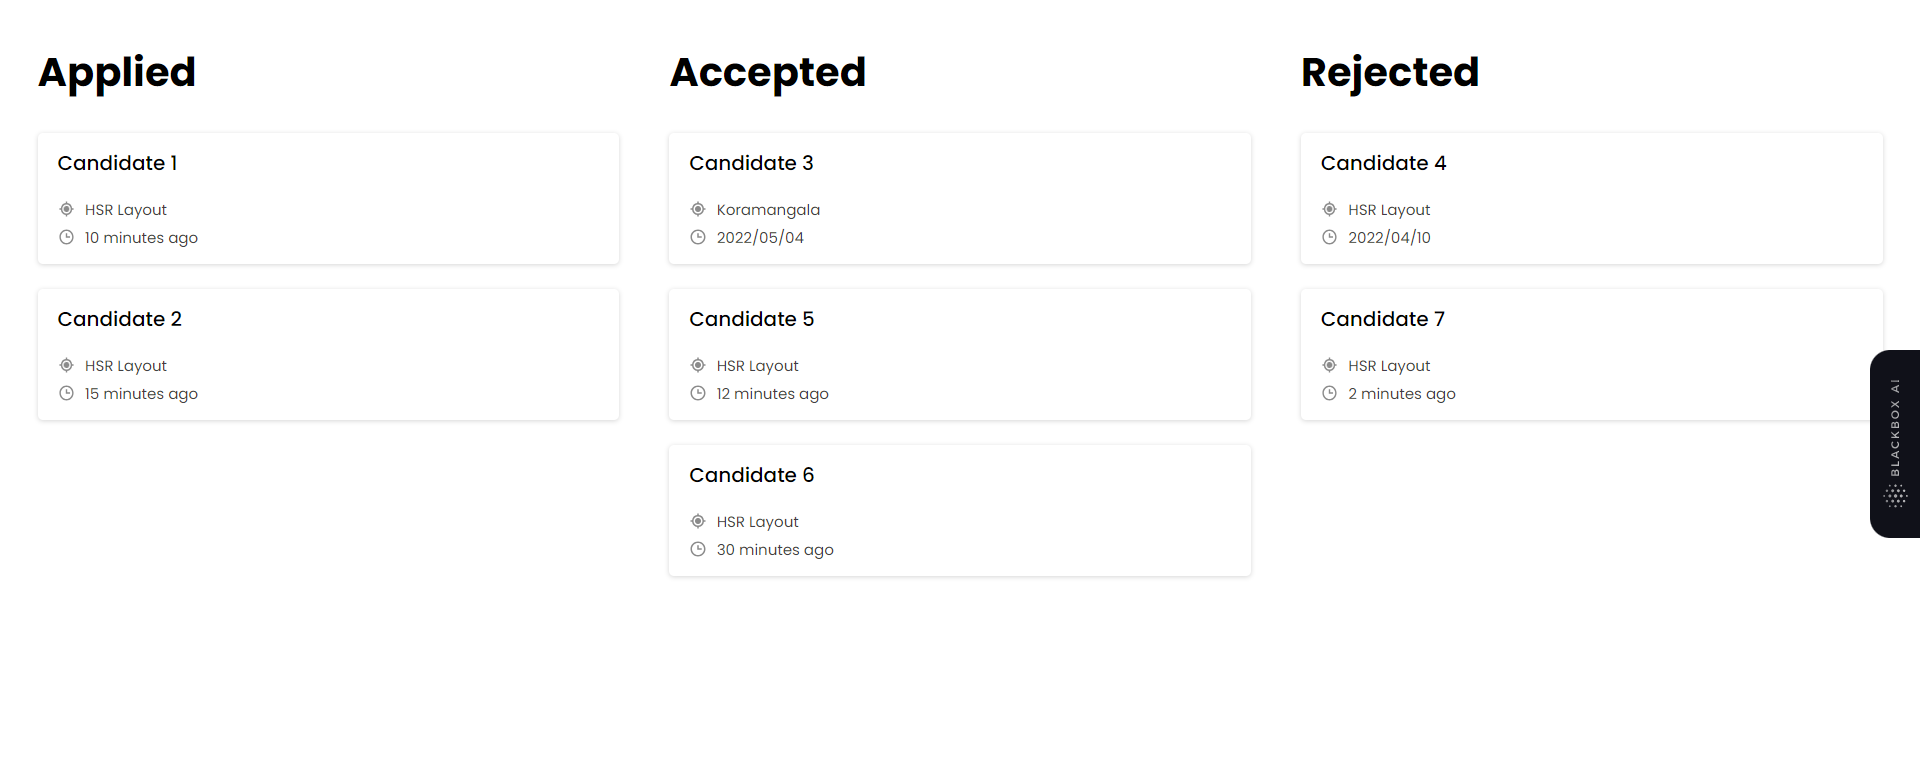 Applied
Candidate 1
HSR Layout
10 minutes ago
Candidate 2
HSR Layout
15 minutes ago
Accepted
Candidate 3
Koramangala
2022/05/04
Candidate 5
HSR Layout
12 minutes ago
Candidate 6
HSR Layout
30 minutes ago
Rejected
Candidate 4
HSR Layout
2022/04/10
Candidate 7
HSR Layout
2 minutes ago
BLACKBOX AI